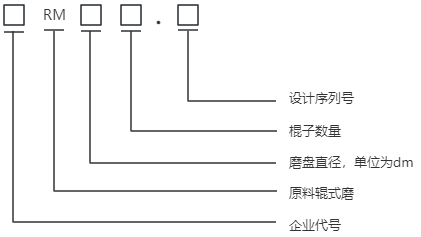 □ RM □ □ . □
设计序列号
棍子数量
磨盘直径，单位为dm
原料辊式磨
企业代号